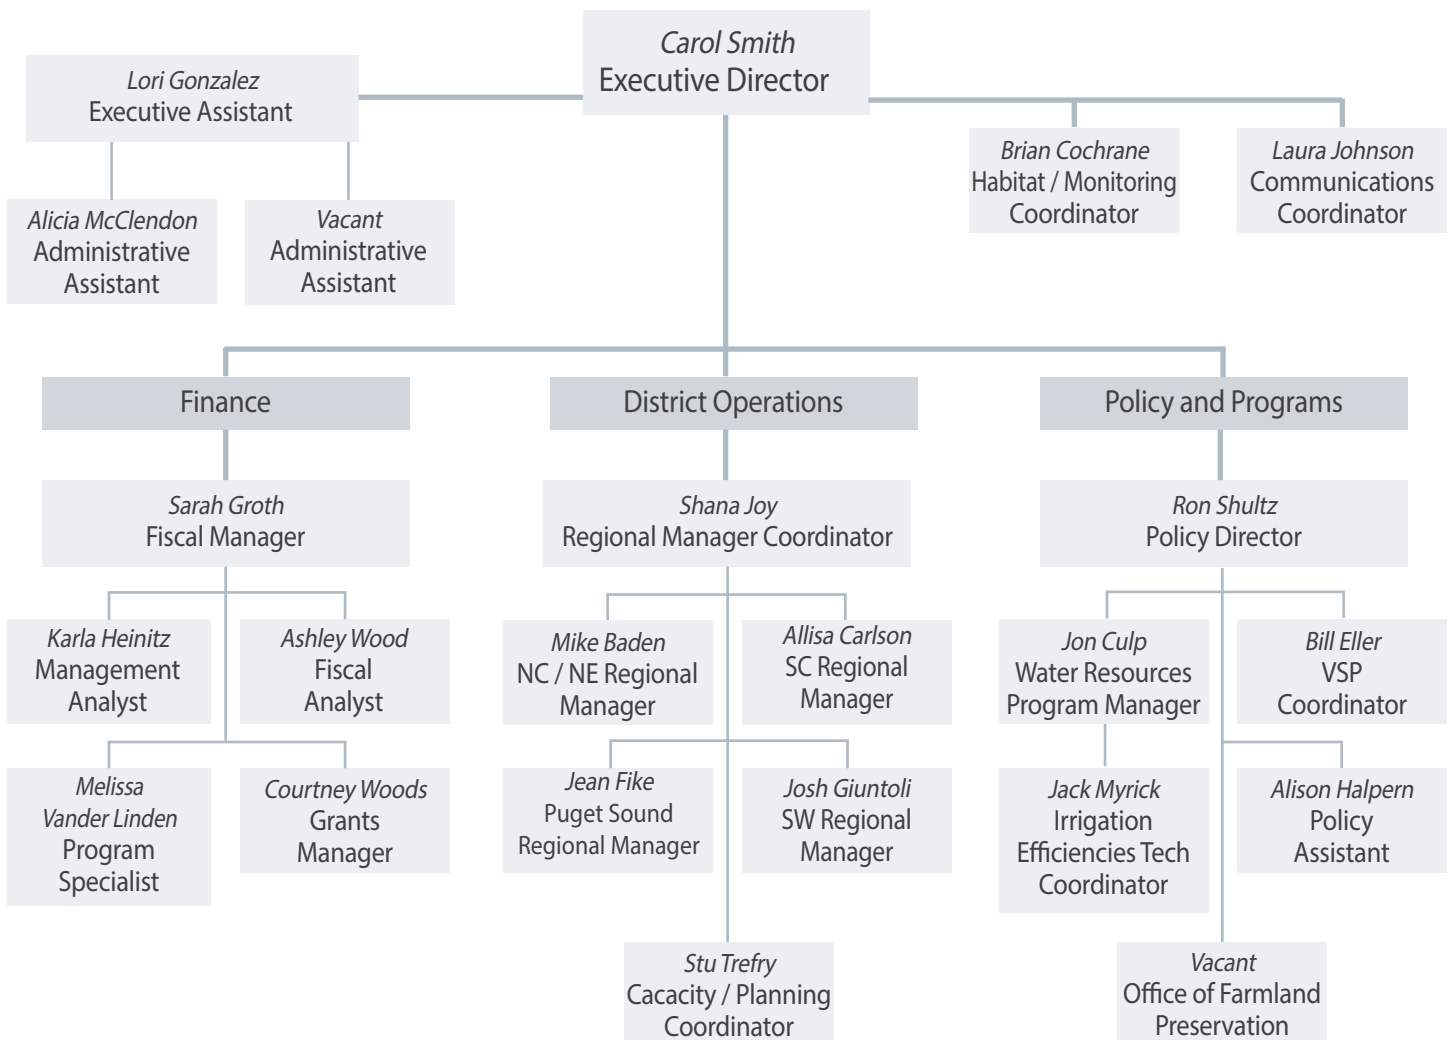 Carol Smith
Executive Director
Lori Gonzalez
Executive Assistant
Brian Cochrane
Habitat / Monitoring
Coordinator
Laura Johnson
Communications
Coordinator
Alicia McClendon
Administrative
Assistant
Vacant
Administrative
Assistant
Finance
District Operations
Policy and Programs
Sarah Groth
Fiscal Manager
Shana Joy
Regional Manager Coordinator
Ron Shultz
Policy Director
Karla Heinitz
Management
Analyst
Ashley Wood
Fiscal
Analyst
Mike Baden
NC / NE Regional
Manager
Allisa Carlson
SC Regional
Manager
Jon Culp
Water Resources
Program Manager
Bill Eller
VSP
Coordinator
Melissa
Vander Linden
Program
Specialist
Courtney Woods
Grants
Manager
Jean Fike
Puget Sound
Regional Manager
Josh Giuntoli
SW Regional
Manager
Jack Myrick
Irrigation
Efficiencies Tech
Coordinator
Alison Halpern
Policy
Assistant
Stu Trefry
Cacacity / Planning
Coordinator
Vacant
Office of Farmland
Preservation